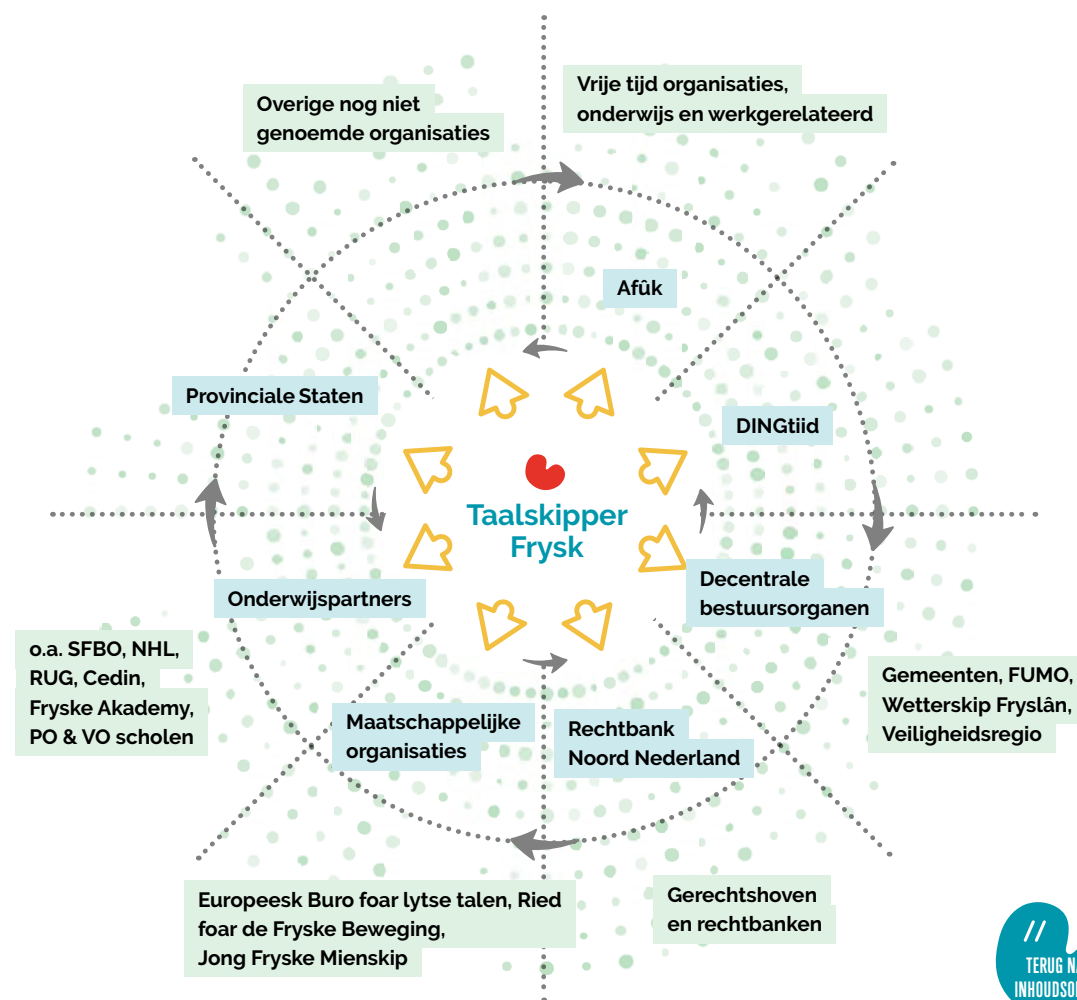 Overige nog niet
genoemde organisaties
Vrije tijd organisaties,
onderwijs en werkgerelateerd
Afûk
Provinciale Staten
DINGtiid
Taalskipper
Frysk
Onderwijspartners
Decentrale
bestuursorganen
o.a. SFBO, NHL,
RUG, Cedin,
Fryske Akademy,
PO & VO scholen
Gemeenten, FUMO,
Wetterskip Fryslân,
Veiligheidsregio
Maatschappelijke
organisaties
Rechtbank
Noord Nederland
Europeesk Buro foar lytse talen, Ried
foar de Fryske Beweging,
Jong Fryske Mienskip
Gerechtshoven
en rechtbanken
//
TERUG